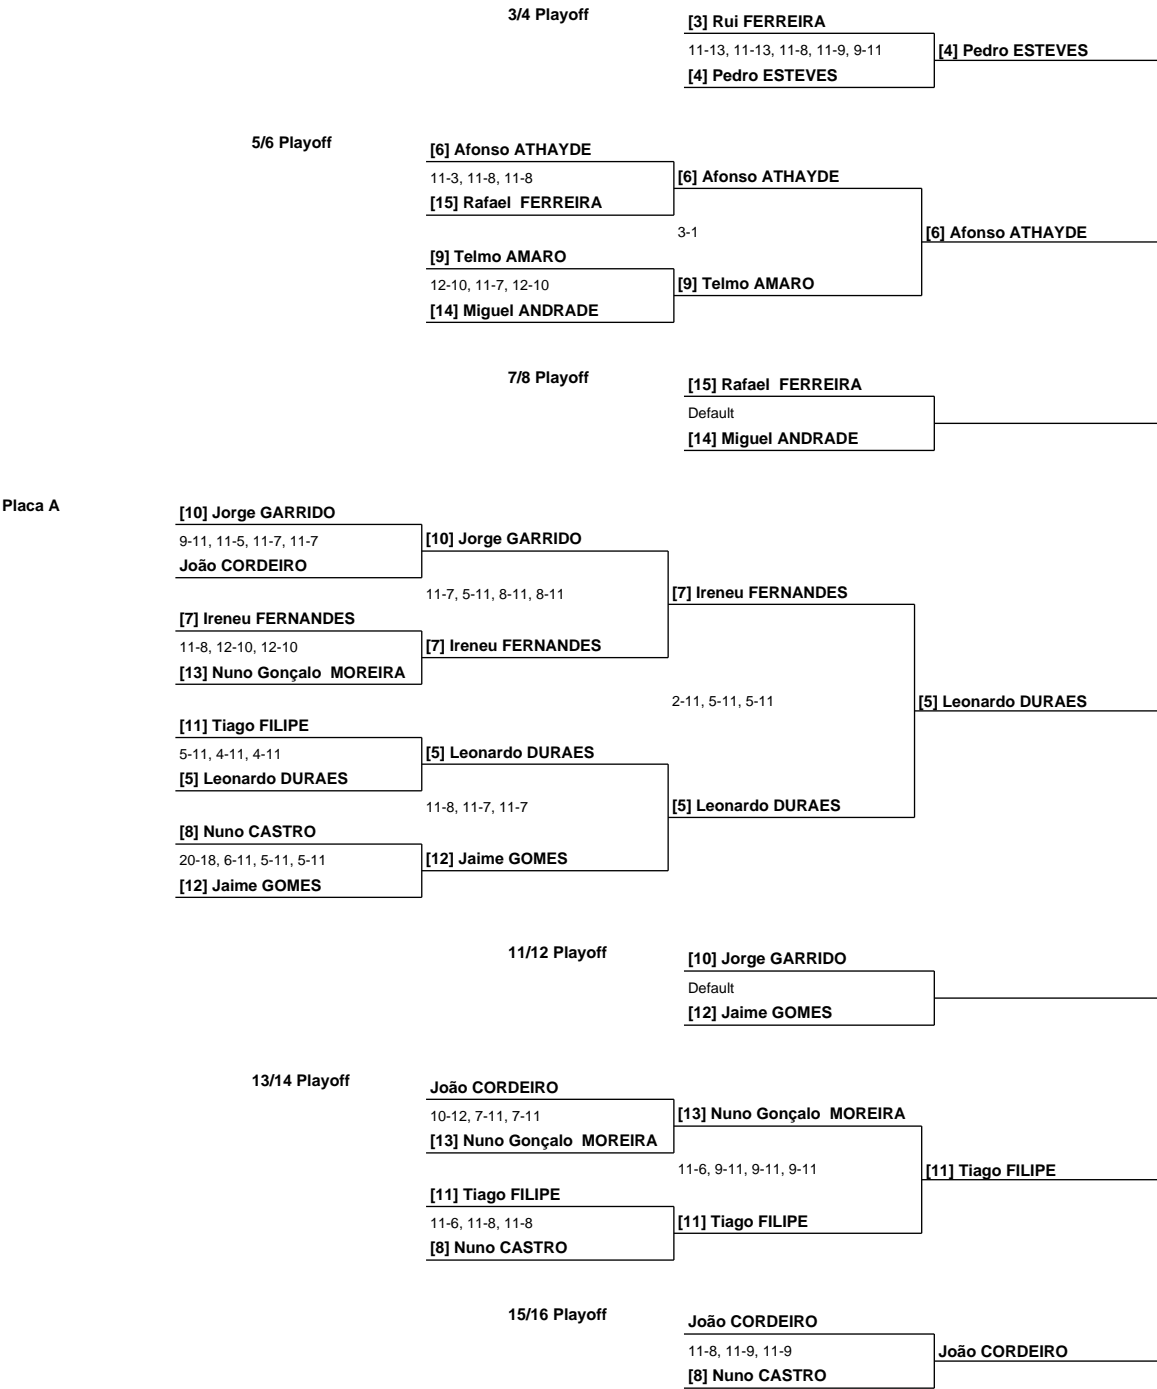 3/4 Playoff
[3] Rui FERREIRA
11-13, 11-13, 11-8, 11-9, 9-11
[4] Pedro ESTEVES
[4] Pedro ESTEVES
5/6 Playoff
[6] Afonso ATHAYDE
11-3, 11-8, 11-8
[6] Afonso ATHAYDE
[15] Rafael  FERREIRA
3-1
[6] Afonso ATHAYDE
[9] Telmo AMARO
12-10, 11-7, 12-10
[9] Telmo AMARO
[14] Miguel ANDRADE
7/8 Playoff
[15] Rafael  FERREIRA
Default
[14] Miguel ANDRADE
Placa A
[10] Jorge GARRIDO
9-11, 11-5, 11-7, 11-7
[10] Jorge GARRIDO
João CORDEIRO
11-7, 5-11, 8-11, 8-11
[7] Ireneu FERNANDES
[7] Ireneu FERNANDES
11-8, 12-10, 12-10
[7] Ireneu FERNANDES
[13] Nuno Gonçalo  MOREIRA
2-11, 5-11, 5-11
[5] Leonardo DURAES
[11] Tiago FILIPE
5-11, 4-11, 4-11
[5] Leonardo DURAES
[5] Leonardo DURAES
11-8, 11-7, 11-7
[5] Leonardo DURAES
[8] Nuno CASTRO
20-18, 6-11, 5-11, 5-11
[12] Jaime GOMES
[12] Jaime GOMES
11/12 Playoff
[10] Jorge GARRIDO
Default
[12] Jaime GOMES
13/14 Playoff
João CORDEIRO
10-12, 7-11, 7-11
[13] Nuno Gonçalo  MOREIRA
[13] Nuno Gonçalo  MOREIRA
11-6, 9-11, 9-11, 9-11
[11] Tiago FILIPE
[11] Tiago FILIPE
11-6, 11-8, 11-8
[11] Tiago FILIPE
[8] Nuno CASTRO
15/16 Playoff
João CORDEIRO
11-8, 11-9, 11-9
João CORDEIRO
[8] Nuno CASTRO